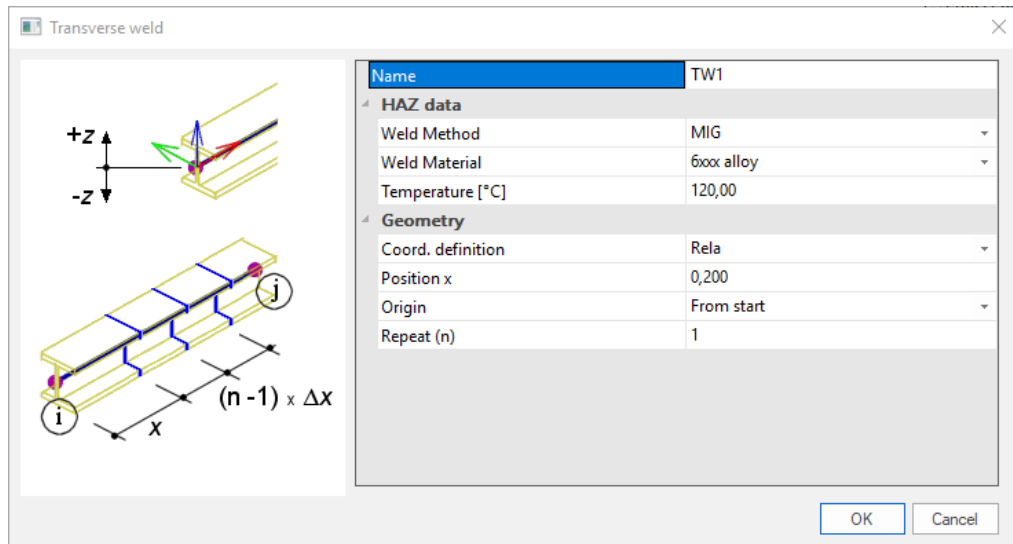 Transverse weld
+z
-z
i
j
x
(n -1) x Δx
Name TW1
HAZ data
Weld Method MIG
Weld Material 6xxx alloy
Temperature [°C] 120,00
Geometry
Coord. definition Rela
Position x 0,200
Origin From start
Repeat (n) 1
OK Cancel